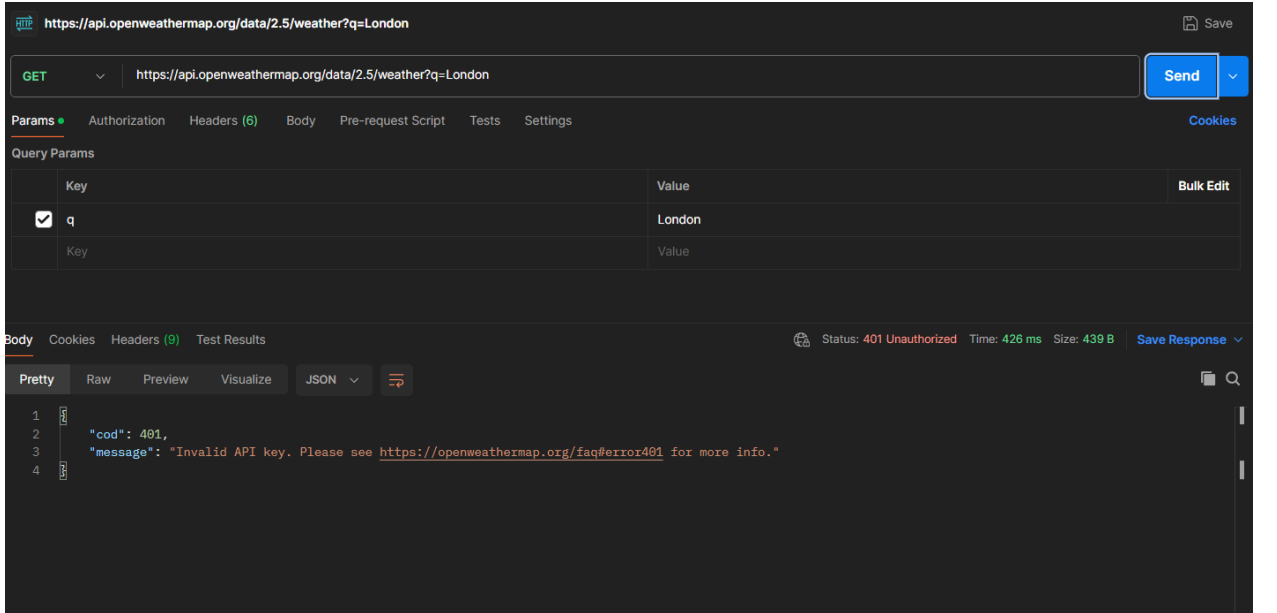 HTTP https://api.openweathermap.org/data/2.5/weather?q=London Save
GET https://api.openweathermap.org/data/2.5/weather?q=London Send
Params Authorization Headers (6) Body Pre-request Script Tests Settings Cookies
Query Params
Key Value Bulk Edit
q London
Key Value
Body Cookies Headers (9) Test Results Status: 401 Unauthorized Time: 426 ms Size: 439 B Save Response
Pretty Raw Preview Visualize JSON
1 {
2 "cod": 401,
3 "message": "Invalid API key. Please see https://openweathermap.org/faq#error401 for more info."
4 }